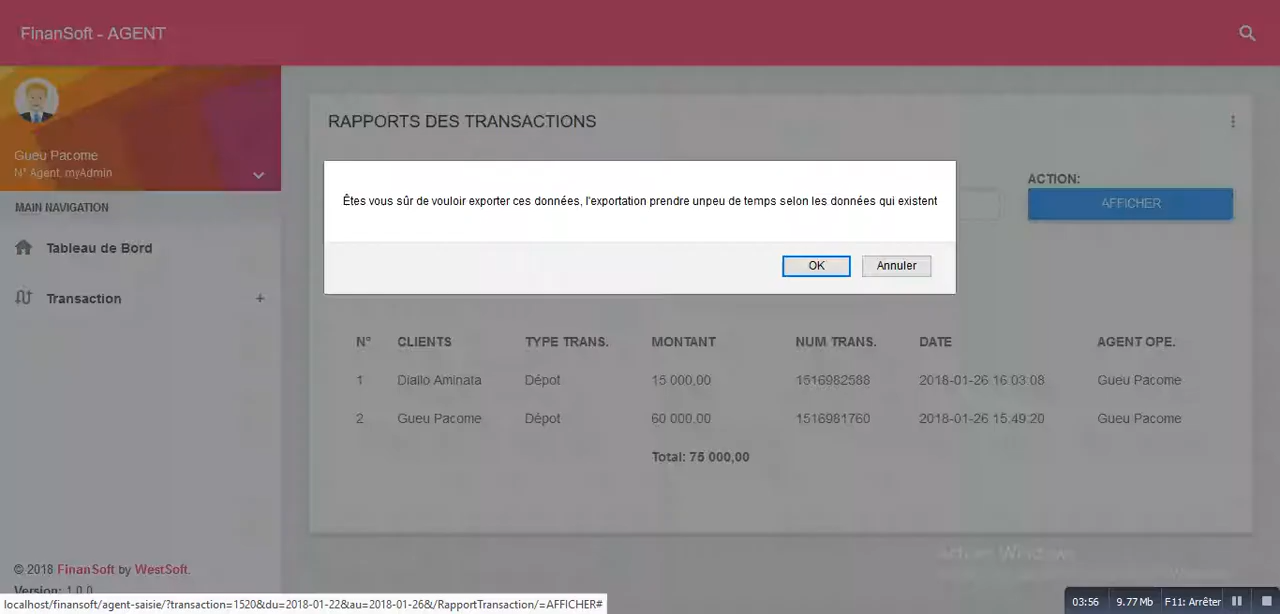 FinanSoft - AGENT
Gueu Pacome
N° Agent, myAdmin
MAIN NAVIGATION
Tableau de Bord
Transaction +
RAPPORTS DES TRANSACTIONS
ACTION:
AFFICHER
Êtes vous sûr de vouloir exporter ces données, l'exportation prendre unpeu de temps selon les données qui existent
OK Annuler
N° CLIENTS TYPE TRANS. MONTANT NUM TRANS. DATE AGENT OPE.
1 Diallo Aminata Dépot 15 000,00 1516982588 2018-01-26 16:03:08 Gueu Pacome
2 Gueu Pacome Dépot 60 000,00 1516981760 2018-01-26 15:49:20 Gueu Pacome
Total: 75 000,00
© 2018 FinanSoft by WestSoft.
Version: 1.0.0
Activer Windows
localhost/finansoft/agent-saisie/?transaction=1520&du=2018-01-22&au=2018-01-26&/RapportTransaction/=AFFICHER#
03:56 9.77 Mb F11: Arrêter